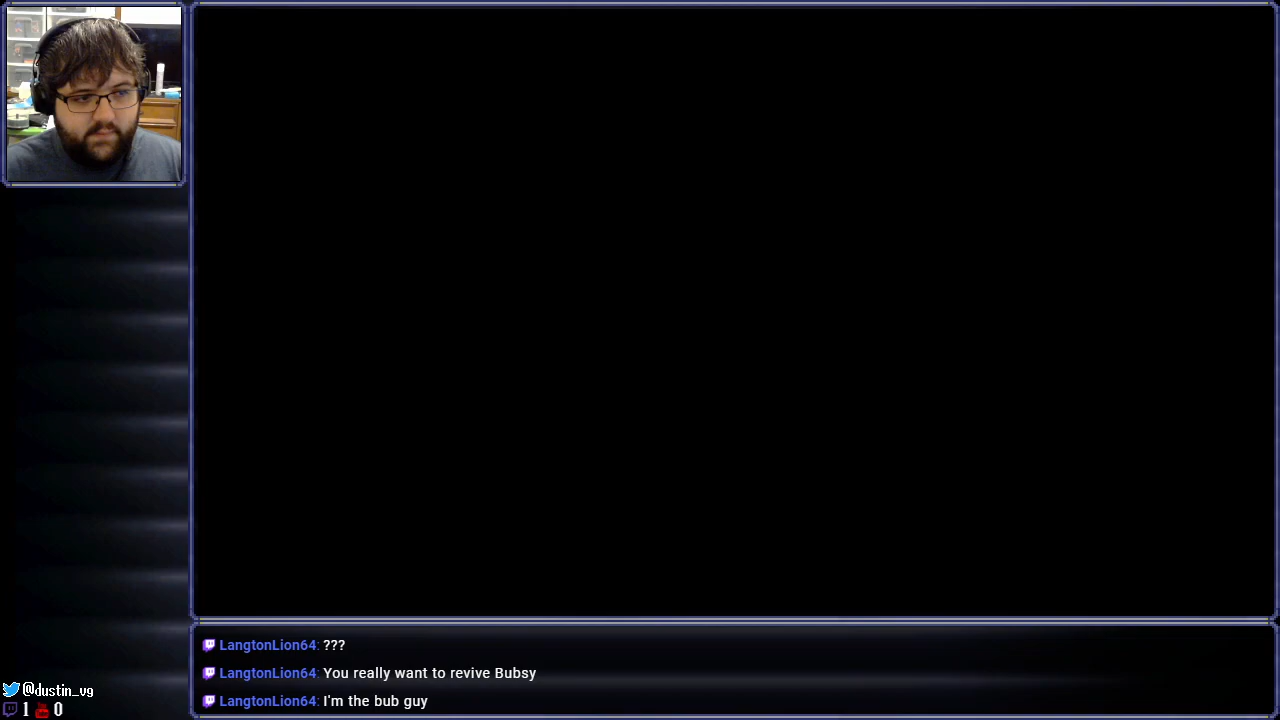 LangtonLion64: ???
LangtonLion64: You really want to revive Bubsy
LangtonLion64: I'm the bub guy
@dustin_vg
1 0